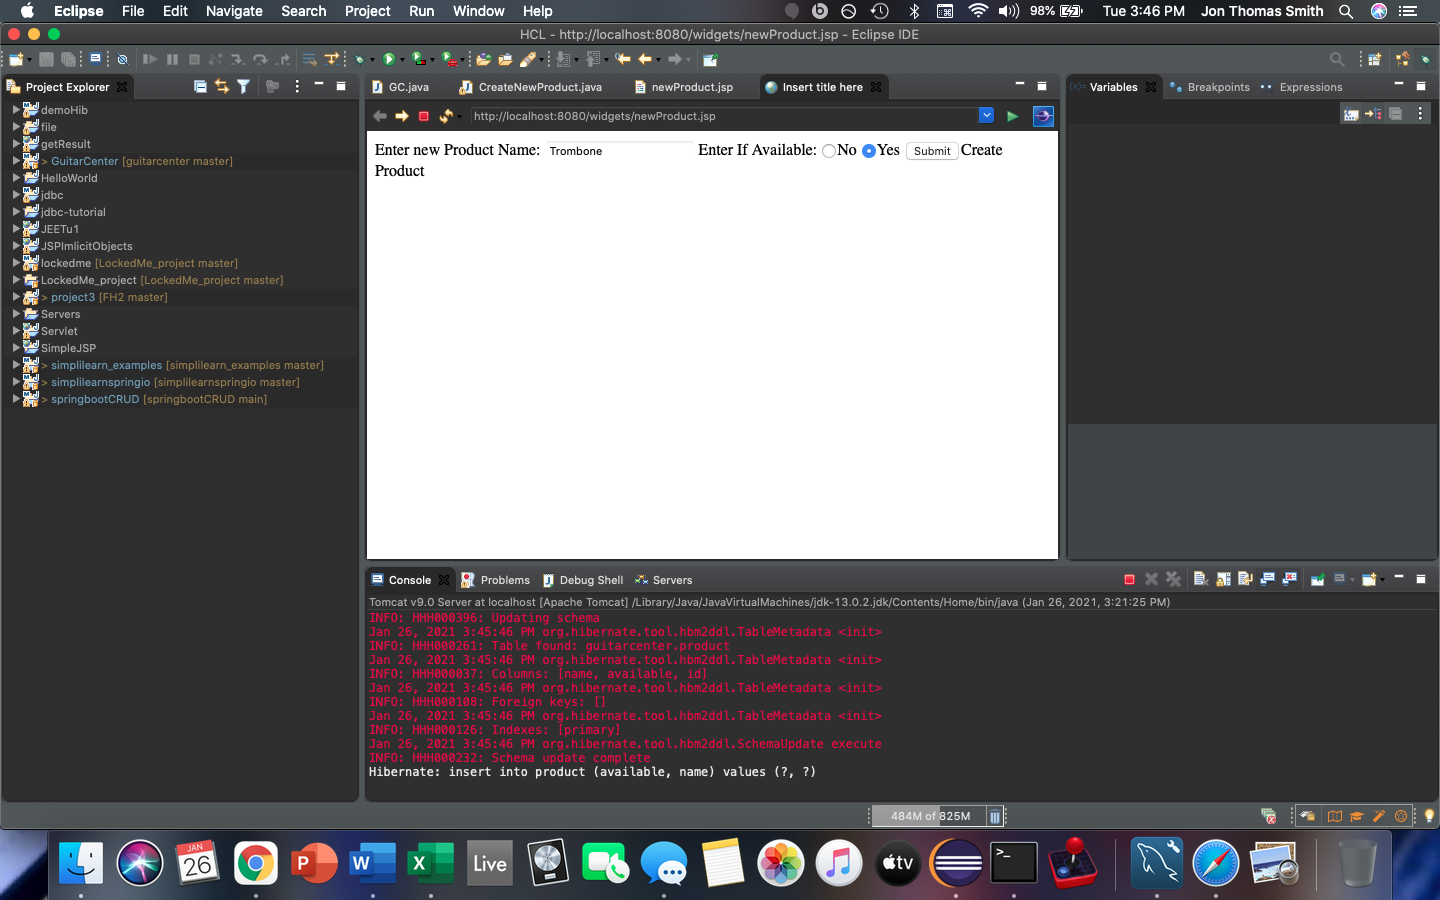 Eclipse File Edit Navigate Search Project Run Window Help 98% Tue 3:46 PM Jon Thomas Smith
HCL - http://localhost:8080/widgets/newProduct.jsp - Eclipse IDE
Project Explorer
demoHib
file
getResult
> GuitarCenter [guitarcenter master]
HelloWorld
jdbc
jdbc-tutorial
JEETu1
JSPImlicitObjects
lockedme [LockedMe_project master]
LockedMe_project [LockedMe_project master]
> project3 [FH2 master]
Servers
Servlet
SimpleJSP
> simplilearn_examples [simplilearn_examples master]
> simplilearnspringio [simplilearnspringio master]
> springbootCRUD [springbootCRUD main]
GC.java CreateNewProduct.java newProduct.jsp Insert title here
http://localhost:8080/widgets/newProduct.jsp
Enter new Product Name: Trombone Enter If Available: No Yes Submit Create
Product
Variables Breakpoints Expressions
Console Problems Debug Shell Servers
Tomcat v9.0 Server at localhost [Apache Tomcat] /Library/Java/JavaVirtualMachines/jdk-13.0.2.jdk/Contents/Home/bin/java (Jan 26, 2021, 3:21:25 PM)
INFO: HHH000396: Updating schema
Jan 26, 2021 3:45:46 PM org.hibernate.tool.hbm2ddl.TableMetadata <init>
INFO: HHH000261: Table found: guitarcenter.product
Jan 26, 2021 3:45:46 PM org.hibernate.tool.hbm2ddl.TableMetadata <init>
INFO: HHH000037: Columns: [name, available, id]
Jan 26, 2021 3:45:46 PM org.hibernate.tool.hbm2ddl.TableMetadata <init>
INFO: HHH000108: Foreign keys: []
Jan 26, 2021 3:45:46 PM org.hibernate.tool.hbm2ddl.TableMetadata <init>
INFO: HHH000126: Indexes: [primary]
Jan 26, 2021 3:45:46 PM org.hibernate.tool.hbm2ddl.SchemaUpdate execute
INFO: HHH000232: Schema update complete
Hibernate: insert into product (available, name) values (?, ?)
484M of 825M
JAN
26
P
W
X
Live
tv
>_